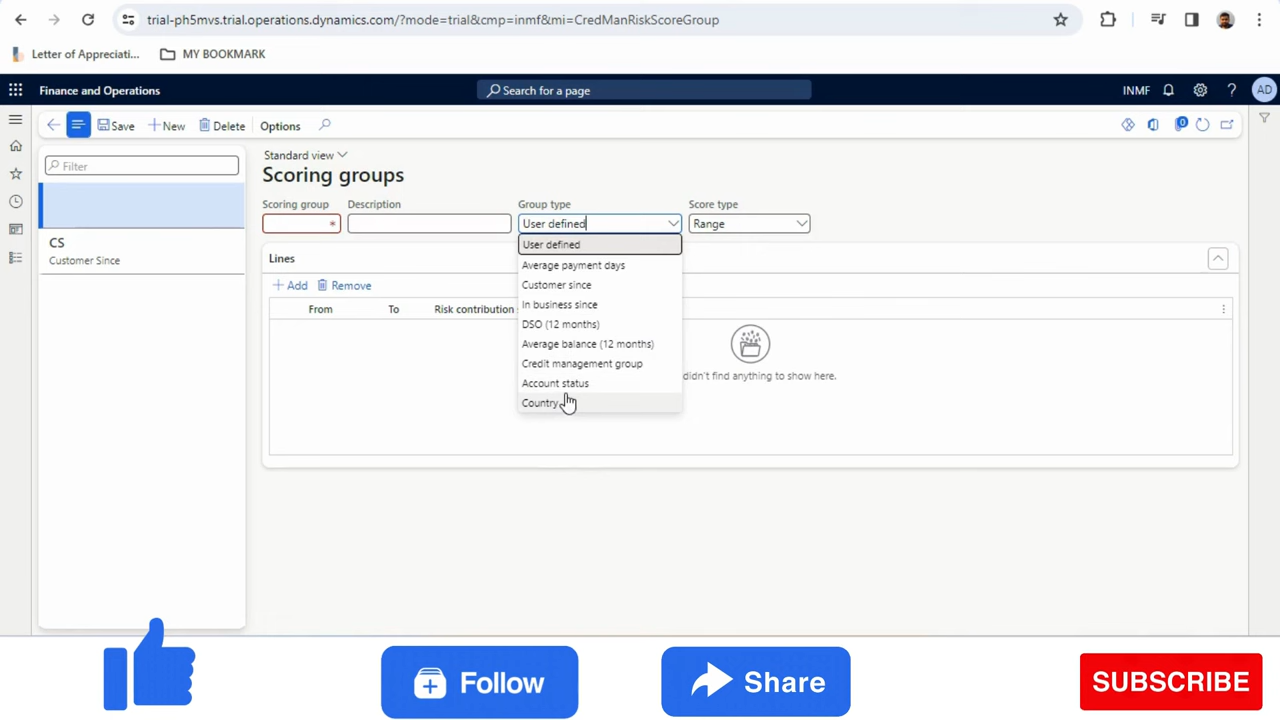 trial-ph5mvs.trial.operations.dynamics.com/?mode=trial&cmp=inmf&mi=CredManRiskScoreGroup
Letter of Appreciati...
MY BOOKMARK
Finance and Operations
Search for a page
INMF
?
AD
Save
New
Delete
Options
0
Filter
CS
Customer Since
Standard view
Scoring groups
Scoring group
Description
Group type
Score type
*
User defined
Range
User defined
Average payment days
Customer since
In business since
DSO (12 months)
Average balance (12 months)
Credit management group
Account status
Country
Lines
+ Add
Remove
From
To
Risk contribution
didn't find anything to show here.
Follow
Share
SUBSCRIBE